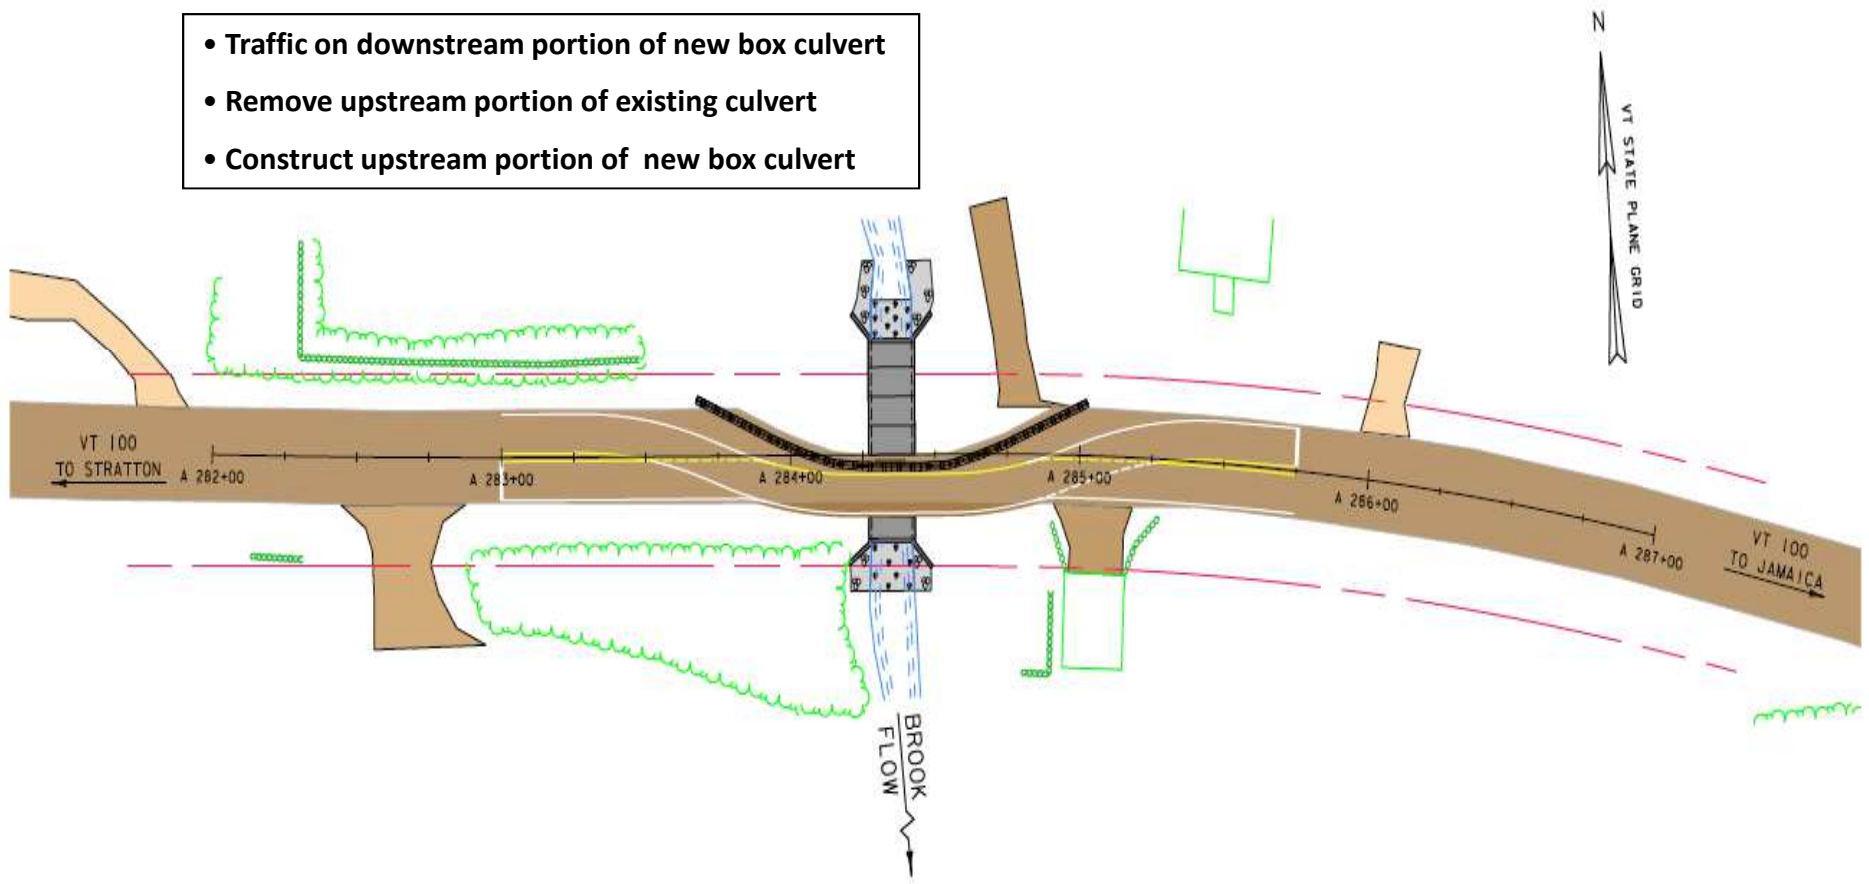 • Traffic on downstream portion of new box culvert
• Remove upstream portion of existing culvert
• Construct upstream portion of  new box culvert
N
VT STATE PLANE GRID
VT 100
TO STRATTON
A 282+00
A 283+00
A 284+00
A 285+00
A 286+00
A 287+00
VT 100
TO JAMAICA
BROOK
FLOW